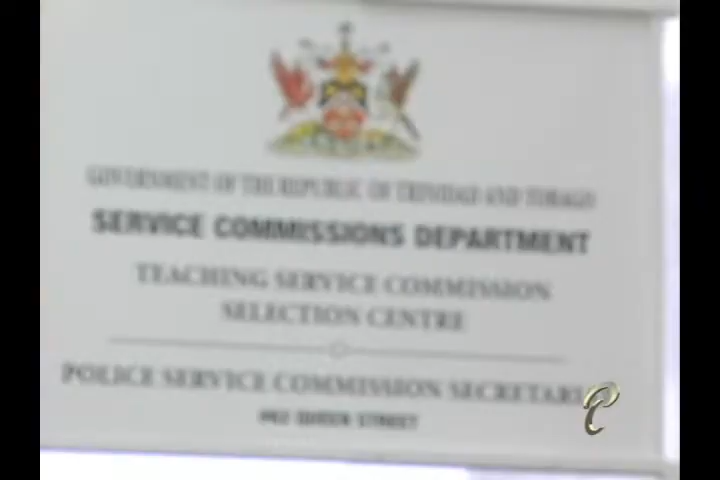 GOVERNMENT OF THE REPUBLIC OF TRINIDAD AND TOBAGO
SERVICE COMMISSIONS DEPARTMENT
TEACHING SERVICE COMMISSION
SELECTION CENTRE
POLICE SERVICE COMMISSION
QUEEN STREET